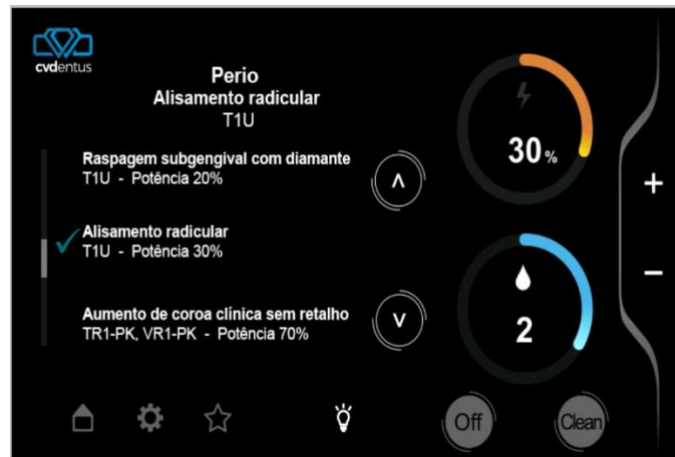 cvdentus
Perio
Alisamento radicular
T1U
Raspagem subgengival com diamante
T1U - Potência 20%
Alisamento radicular
T1U - Potência 30%
Aumento de coroa clínica sem retalho
TR1-PK, VR1-PK - Potência 70%
30%
2
+
−
Off
Clean